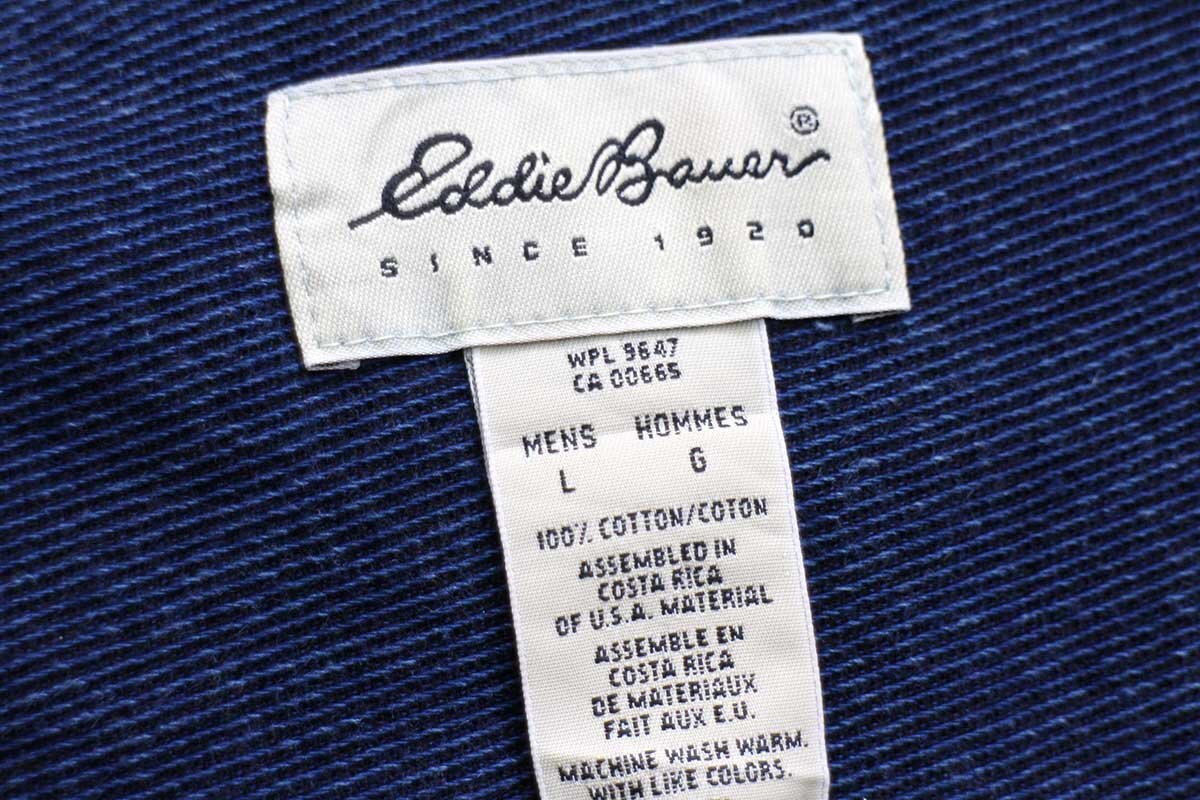 Eddie Bauer ®
SINCE 1920
WPL 9647
CA 00665
MENS HOMMES
L G
100% COTTON/COTON
ASSEMBLED IN
COSTA RICA
OF U.S.A. MATERIAL
ASSEMBLE EN
COSTA RICA
DE MATERIAUX
FAIT AUX E.U.
MACHINE WASH WARM.
WITH LIKE COLORS.